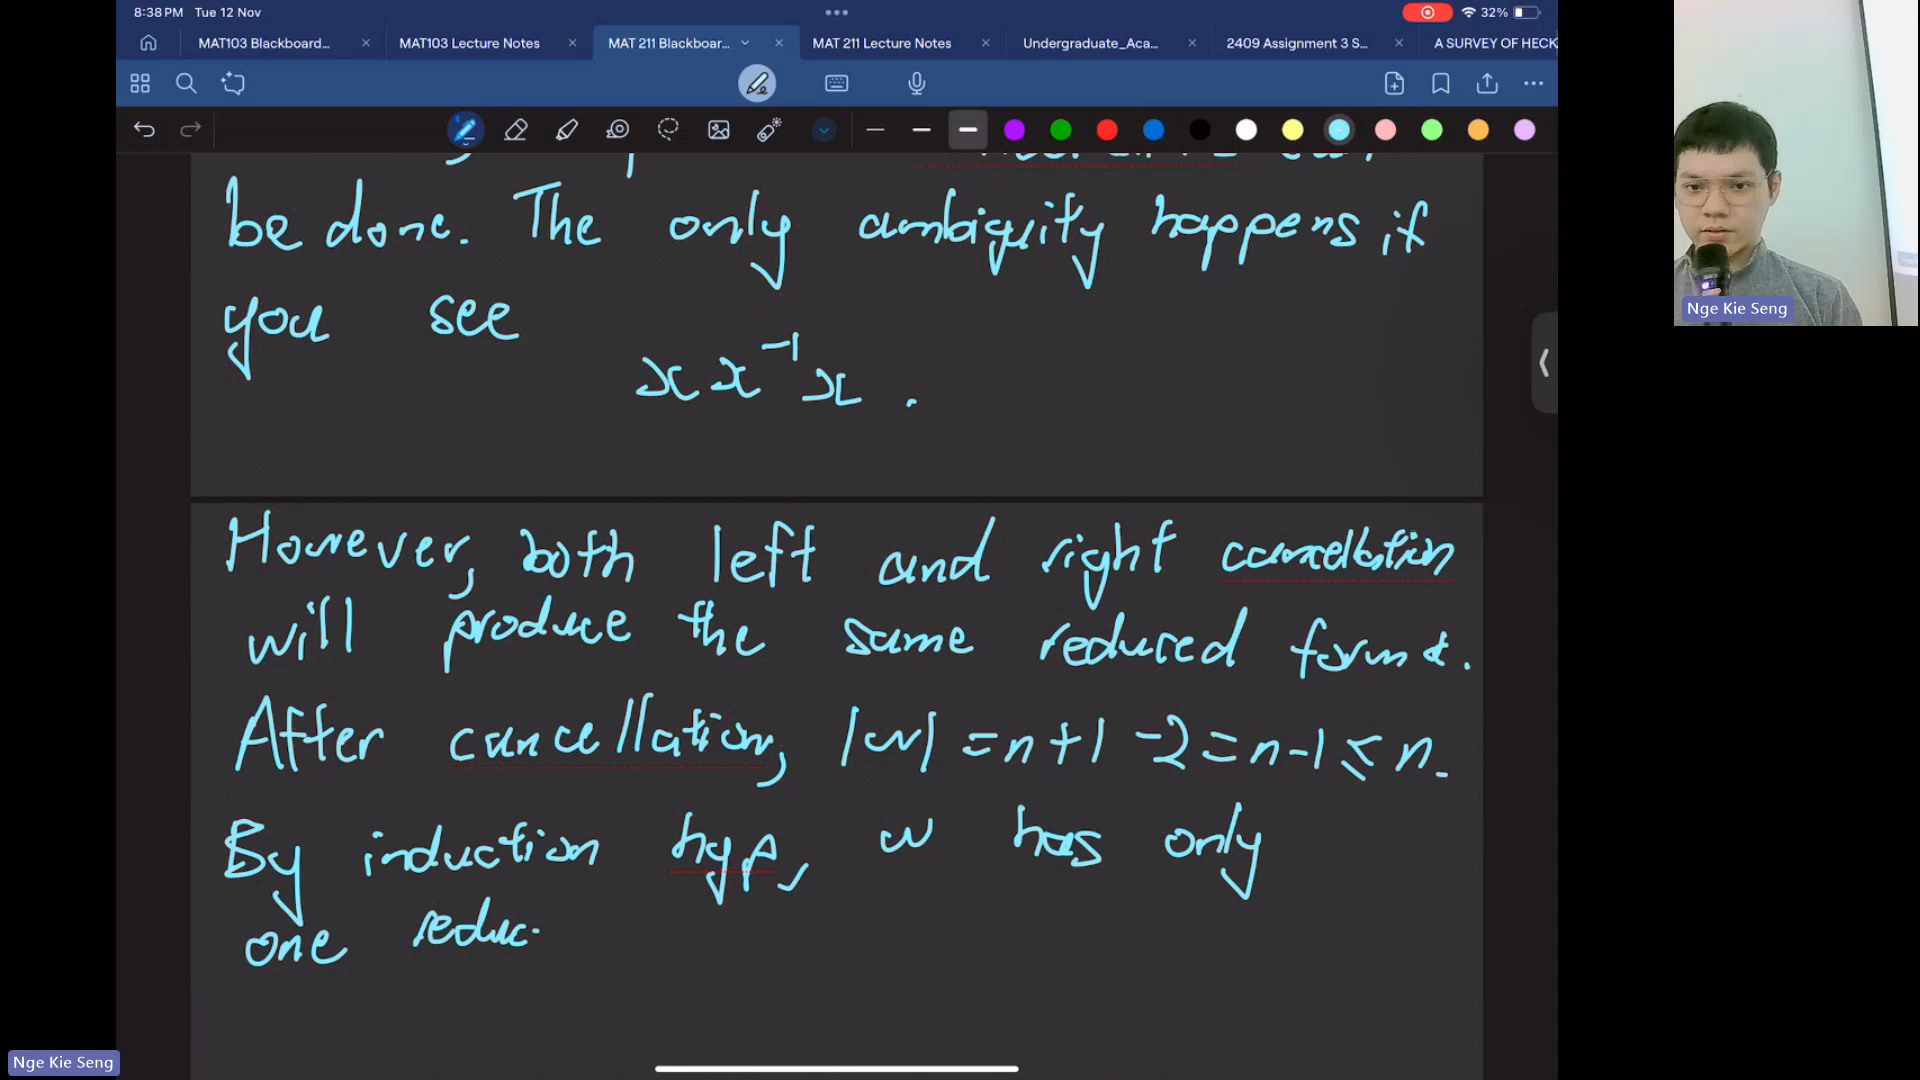 8:38 PM Tue 12 Nov
32%
MAT103 Blackboard...
MAT103 Lecture Notes
MAT 211 Blackboar...
MAT 211 Lecture Notes
Undergraduate_Aca...
2409 Assignment 3 S...
A SURVEY OF HECK
be done. The only ambiguity happens if
you see
x x⁻¹ x .
However, both left and right cancellation
will produce the same reduced form.
After cancellation, |w| = n+1 -2 = n-1 ≤ n.
By induction hyp, w has only
one reduc
Nge Kie Seng
Nge Kie Seng